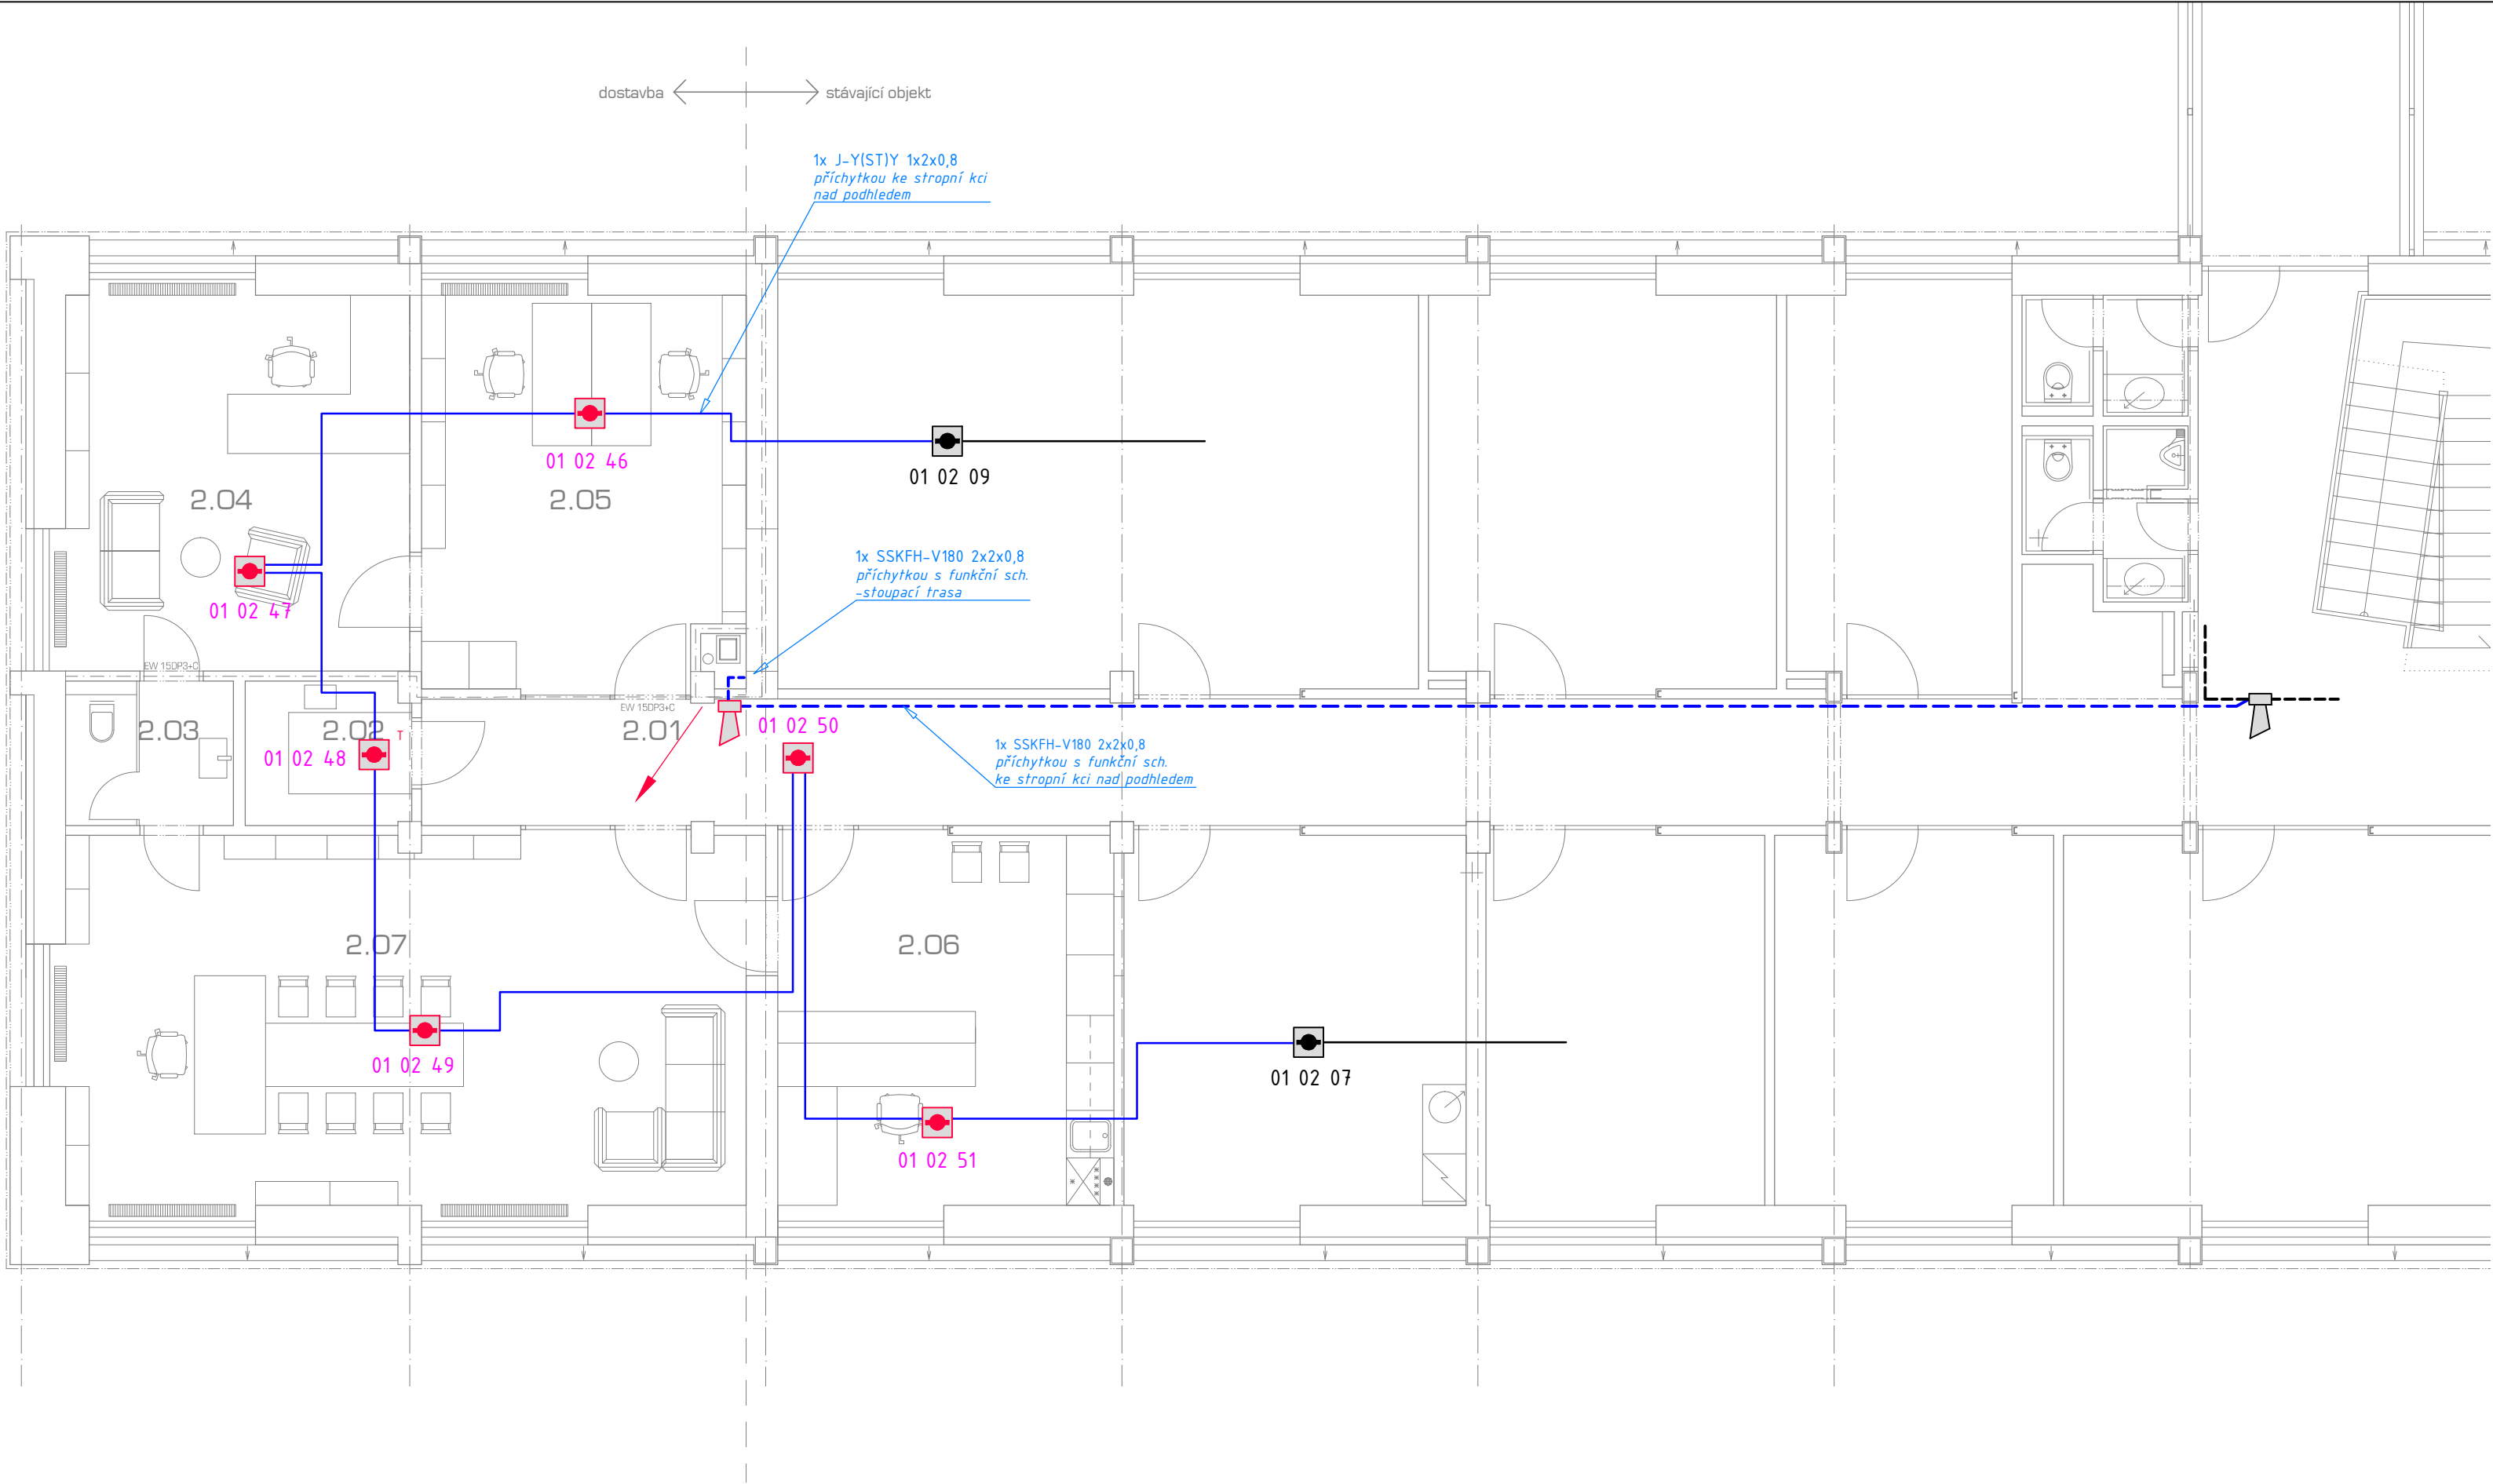 dostavba
stávající objekt
1x J-Y(ST)Y 1x2x0,8
příchytkou ke stropní kci
nad podhledem
01 02 46
01 02 09
2.04
2.05
1x SSKFH-V180 2x2x0,8
příchytkou s funkční sch.
-stoupací trasa
01 02 47
EW 15DP3+C
EW 15DP3+C
2.03
2.02
T
2.01
01 02 50
01 02 48
1x SSKFH-V180 2x2x0,8
příchytkou s funkční sch.
ke stropní kci nad podhledem
2.07
2.06
01 02 49
01 02 07
01 02 51